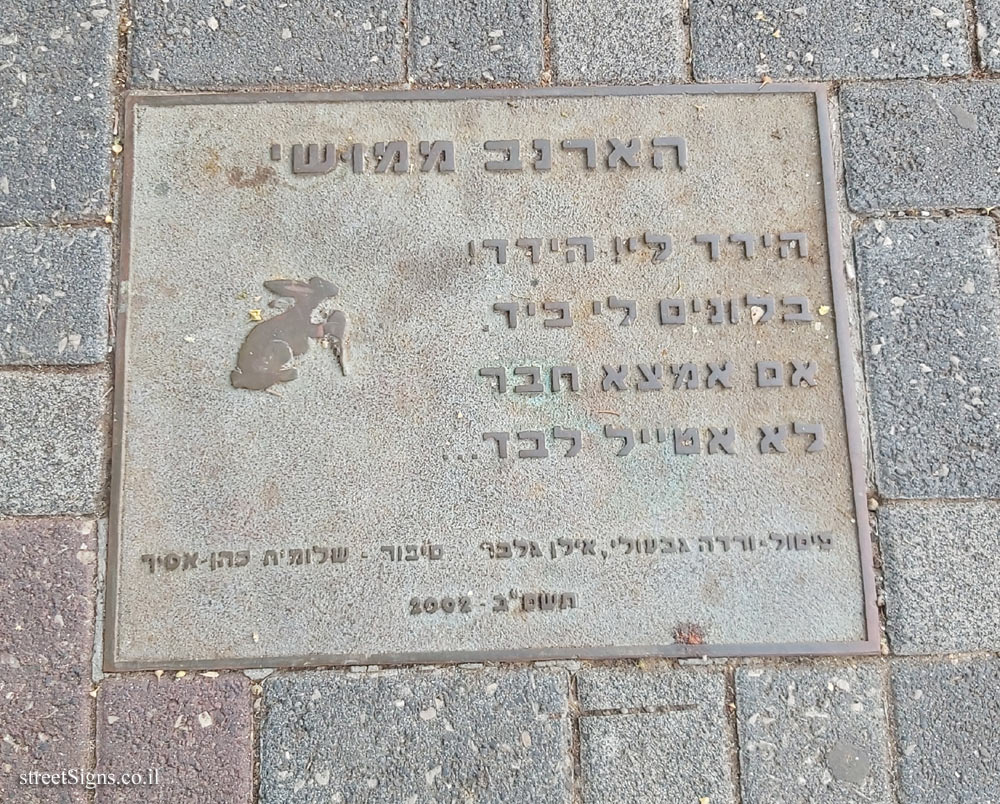 הארנב ממושי
הידד לי! הידד!
בלונים לי ביד.
אם אמצא חבר
לא אטייל לבד...
פיסול-ורדה גבעולי, אילן גלבר סיפור - שלומית כהן-אסיף
תשס"ב - 2002
streetSigns.co.il